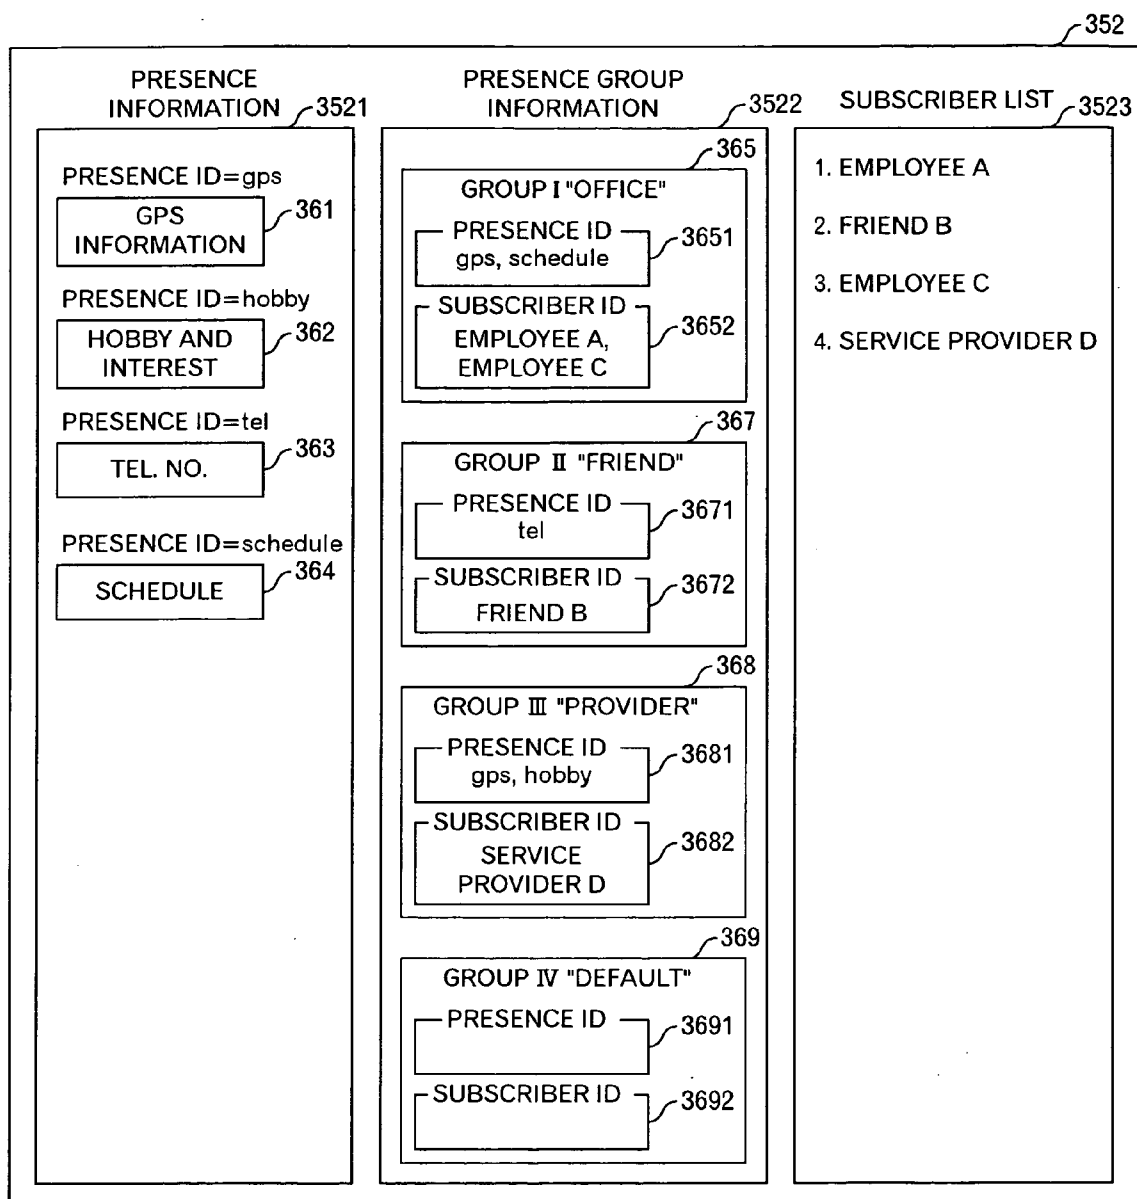 352
PRESENCE
INFORMATION
3521
PRESENCE ID=gps
GPS
INFORMATION
361
PRESENCE ID=hobby
HOBBY AND
INTEREST
362
PRESENCE ID=tel
TEL. NO.
363
PRESENCE ID=schedule
SCHEDULE
364
PRESENCE GROUP
INFORMATION
3522
365
GROUP I "OFFICE"
PRESENCE ID
gps, schedule
3651
SUBSCRIBER ID
EMPLOYEE A,
EMPLOYEE C
3652
367
GROUP II "FRIEND"
PRESENCE ID
tel
3671
SUBSCRIBER ID
FRIEND B
3672
368
GROUP III "PROVIDER"
PRESENCE ID
gps, hobby
3681
SUBSCRIBER ID
SERVICE
PROVIDER D
3682
369
GROUP IV "DEFAULT"
PRESENCE ID
3691
SUBSCRIBER ID
3692
SUBSCRIBER LIST
3523
1. EMPLOYEE A
2. FRIEND B
3. EMPLOYEE C
4. SERVICE PROVIDER D